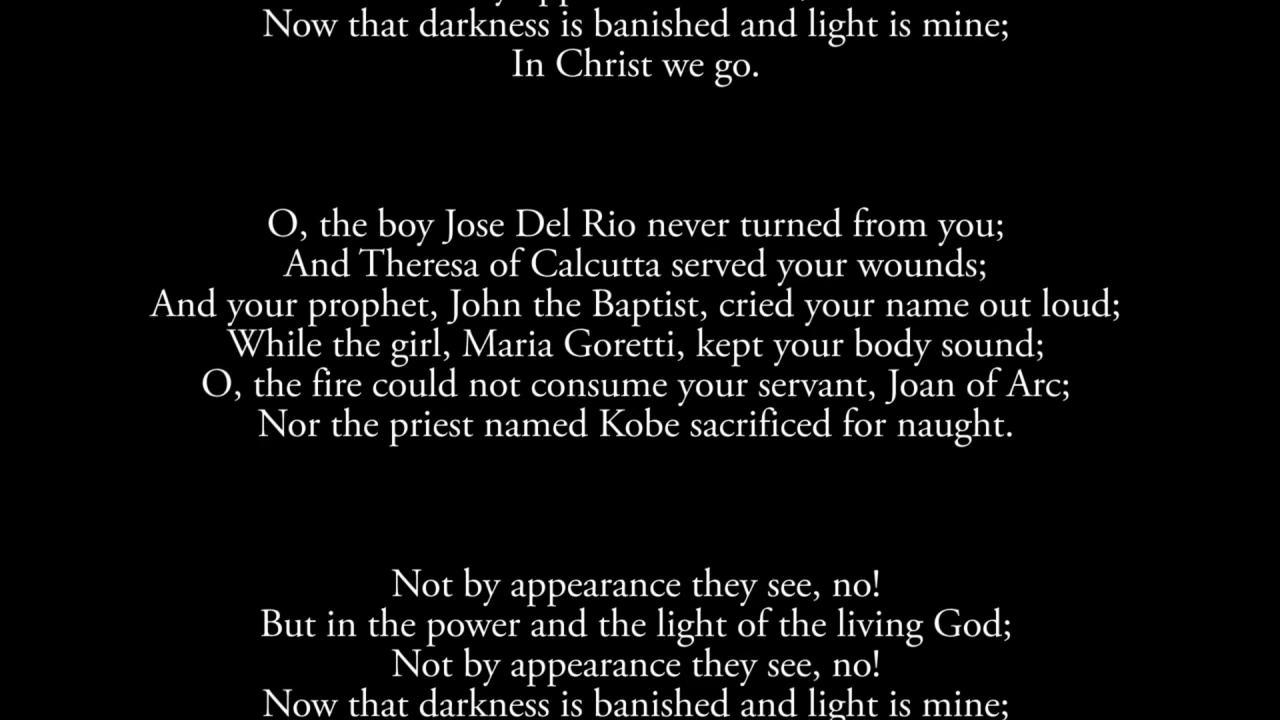 Now that darkness is banished and light is mine;
In Christ we go.
O, the boy Jose Del Rio never turned from you;
And Theresa of Calcutta served your wounds;
And your prophet, John the Baptist, cried your name out loud;
While the girl, Maria Goretti, kept your body sound;
O, the fire could not consume your servant, Joan of Arc;
Nor the priest named Kobe sacrificed for naught.
Not by appearance they see, no!
But in the power and the light of the living God;
Not by appearance they see, no!
Now that darkness is banished and light is mine;